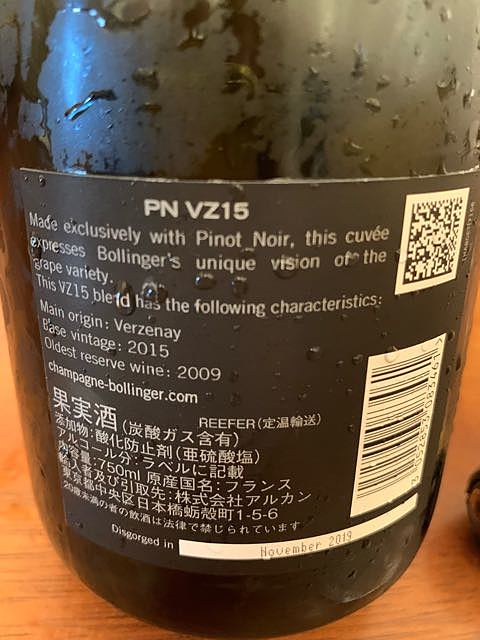 PN VZ15
Made exclusively with Pinot Noir, this cuvée
expresses Bollinger's unique vision of the
grape variety.
This VZ15 blend has the following characteristics:
Main origin: Verzenay
Base vintage: 2015
Oldest reserve wine: 2009
champagne-bollinger.com
果実酒 (炭酸ガス含有) REEFER(定温輸送)
添加物:酸化防止剤(亜硫酸塩)
アルコール分:ラベルに記載
内容量:750ml 原産国名:フランス
輸入者及び引取先:株式会社アルカン
東京都中央区日本橋蛎殻町1-5-6
20歳未満の者の飲酒は法律で禁じられています
Disgorged in November 2019